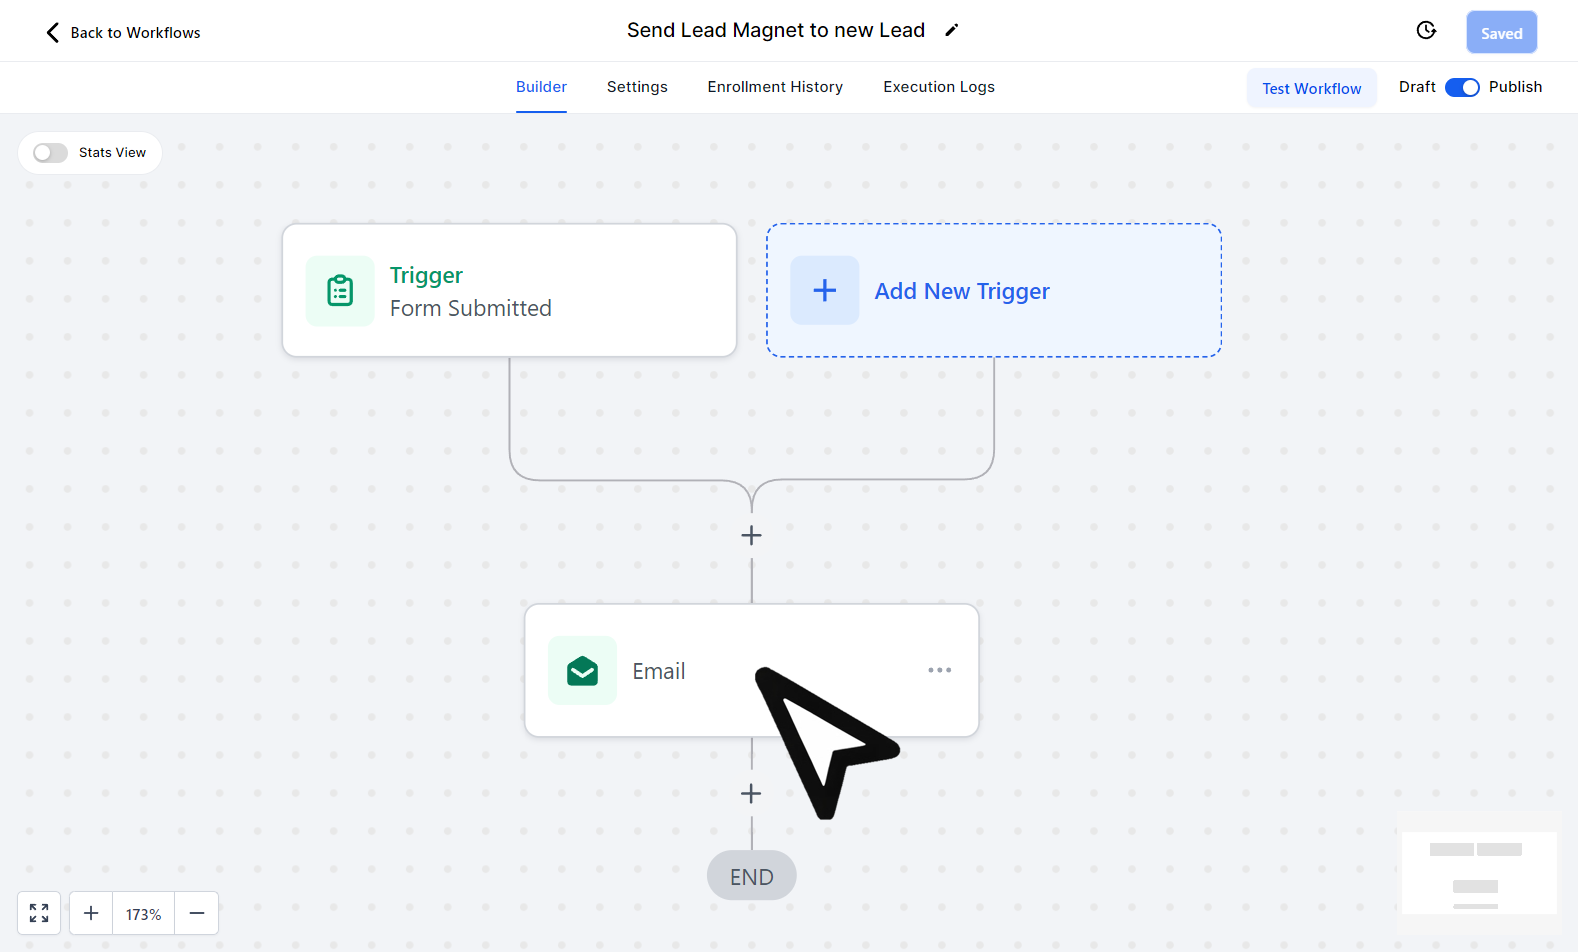 Back to Workflows
Send Lead Magnet to new Lead
Saved
Builder
Settings
Enrollment History
Execution Logs
Test Workflow
Draft
Publish
Stats View
Trigger
Form Submitted
Add New Trigger
Email
END
173%